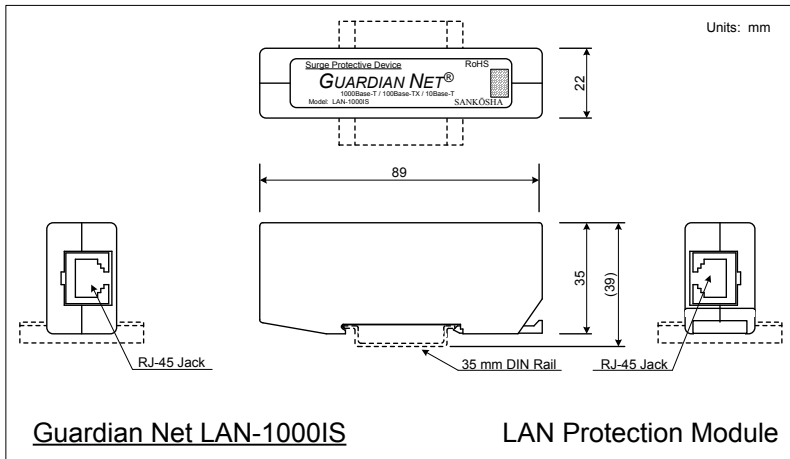 Units: mm
Surge Protective Device
RoHS
GUARDIAN NET®
1000Base-T / 100Base-TX / 10Base-T
Model: LAN-1000IS
SANKŌSHA
22
89
35
(39)
RJ-45 Jack
35 mm DIN Rail
RJ-45 Jack
Guardian Net LAN-1000IS
LAN Protection Module